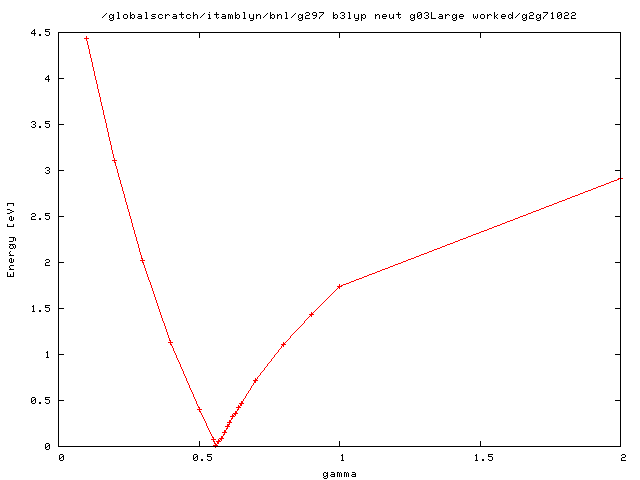 /globalscratch/itamblyn/bnl/g297 b3lyp neut g03Large worked/g2g71022
4.5
4
3.5
3
2.5
2
1.5
1
0.5
0
Energy [eV]
0 0.5 1 1.5 2
gamma